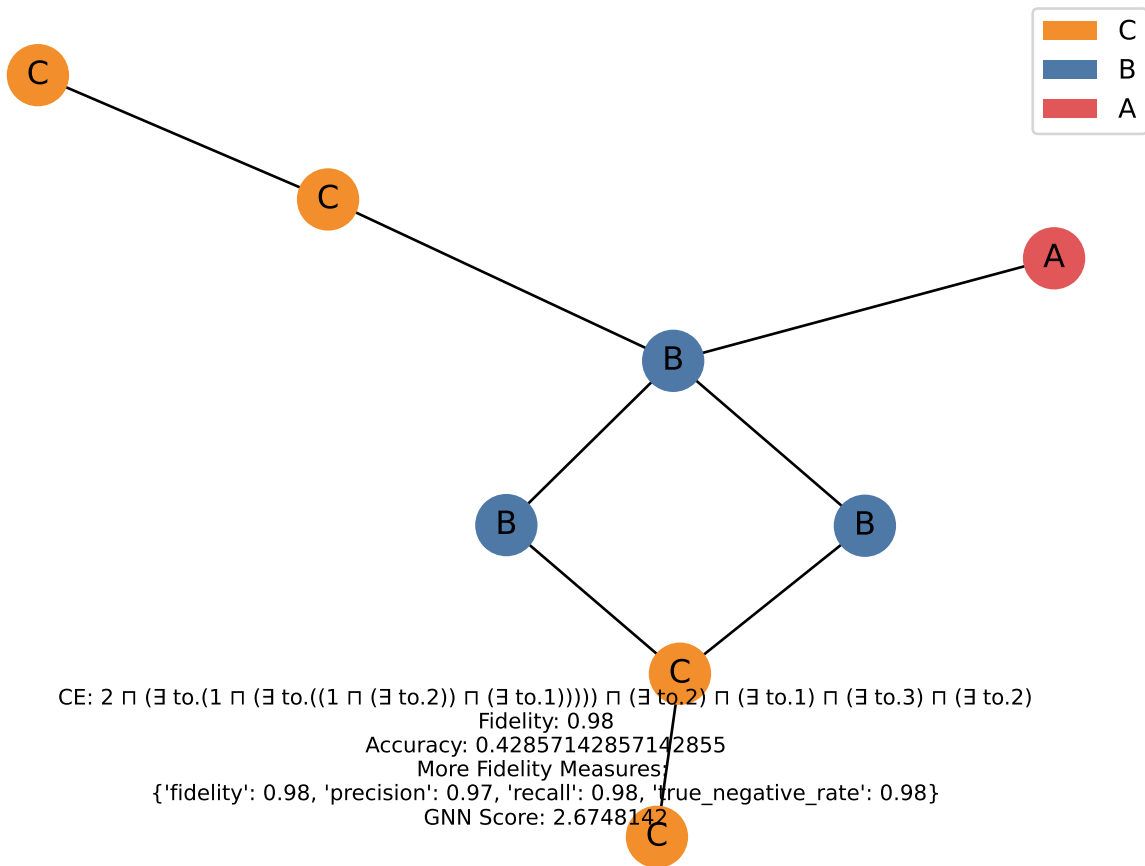 C
B
A
C
C
A
B
B
B
C
CE: 2 ⊓ (∃ to.(1 ⊓ (∃ to.((1 ⊓ (∃ to.2)) ⊓ (∃ to.1))))) ⊓ (∃ to.2) ⊓ (∃ to.1) ⊓ (∃ to.3) ⊓ (∃ to.2)
Fidelity: 0.98
Accuracy: 0.42857142857142855
More Fidelity Measures:
{'fidelity': 0.98, 'precision': 0.97, 'recall': 0.98, 'true_negative_rate': 0.98}
GNN Score: 2.6748142
C